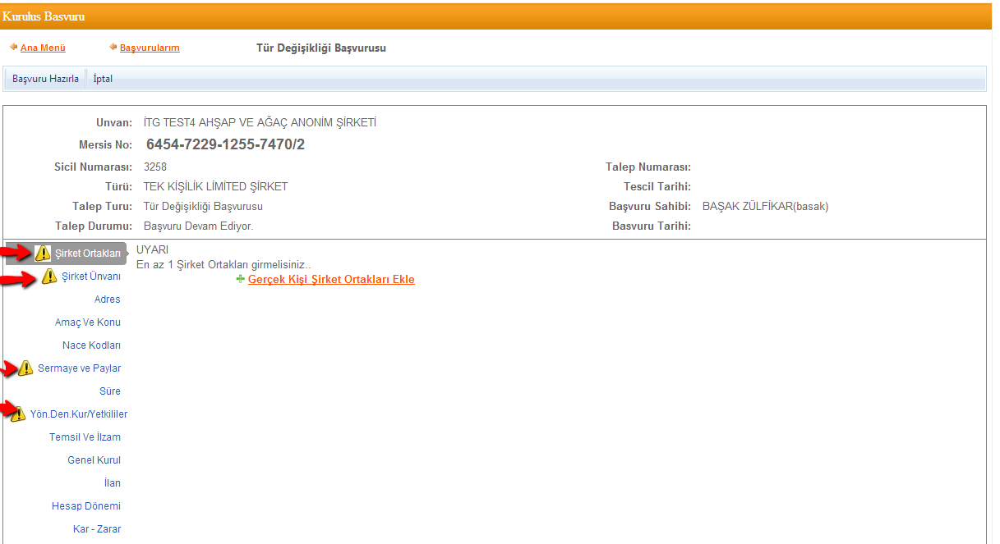 Kurulus Basvuru
Ana Menü Başvurularım Tür Değişikliği Başvurusu
Başvuru Hazırla İptal
Unvan: İTG TEST4 AHŞAP VE AĞAÇ ANONİM ŞİRKETİ
Mersis No: 6454-7229-1255-7470/2
Sicil Numarası: 3258 Talep Numarası:
Türü: TEK KİŞİLİK LİMİTED ŞİRKET Tescil Tarihi:
Talep Turu: Tür Değişikliği Başvurusu Başvuru Sahibi: BAŞAK ZÜLFİKAR(basak)
Talep Durumu: Başvuru Devam Ediyor. Basvuru Tarihi:
Şirket Ortakları
Şirket Ünvanı
Adres
Amaç Ve Konu
Nace Kodları
Sermaye ve Paylar
Süre
Yön.Den.Kur/Yetkililer
Temsil Ve İlzam
Genel Kurul
İlan
Hesap Dönemi
Kar - Zarar
UYARI
En az 1 Şirket Ortakları girmelisiniz..
Gerçek Kişi Şirket Ortakları Ekle